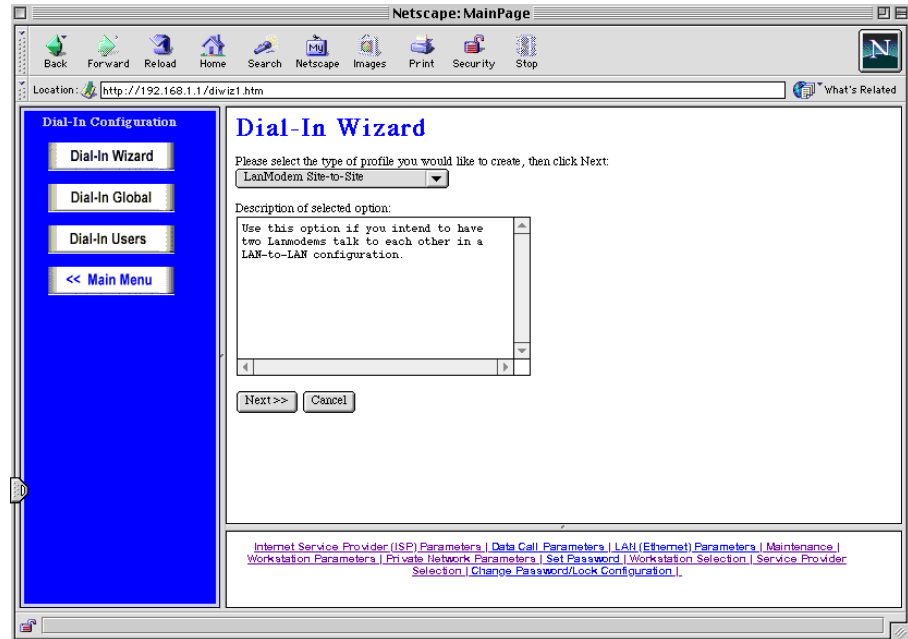 Netscape: MainPage
Back Forward Reload Home Search Netscape Images Print Security Stop
My
N
Location: http://192.168.1.1/diwiz1.htm What's Related
Dial-In Configuration
Dial-In Wizard
Dial-In Global
Dial-In Users
<< Main Menu
Dial-In Wizard
Please select the type of profile you would like to create, then click Next:
LanModem Site-to-Site
Description of selected option:
Use this option if you intend to have
two Lanmodems talk to each other in a
LAN-to-LAN configuration.
Next>> Cancel
Internet Service Provider (ISP) Parameters | Data Call Parameters | LAN (Ethernet) Parameters | Maintenance |
Workstation Parameters | Private Network Parameters | Set Password | Workstation Selection | Service Provider
Selection | Change Password/Lock Configuration |